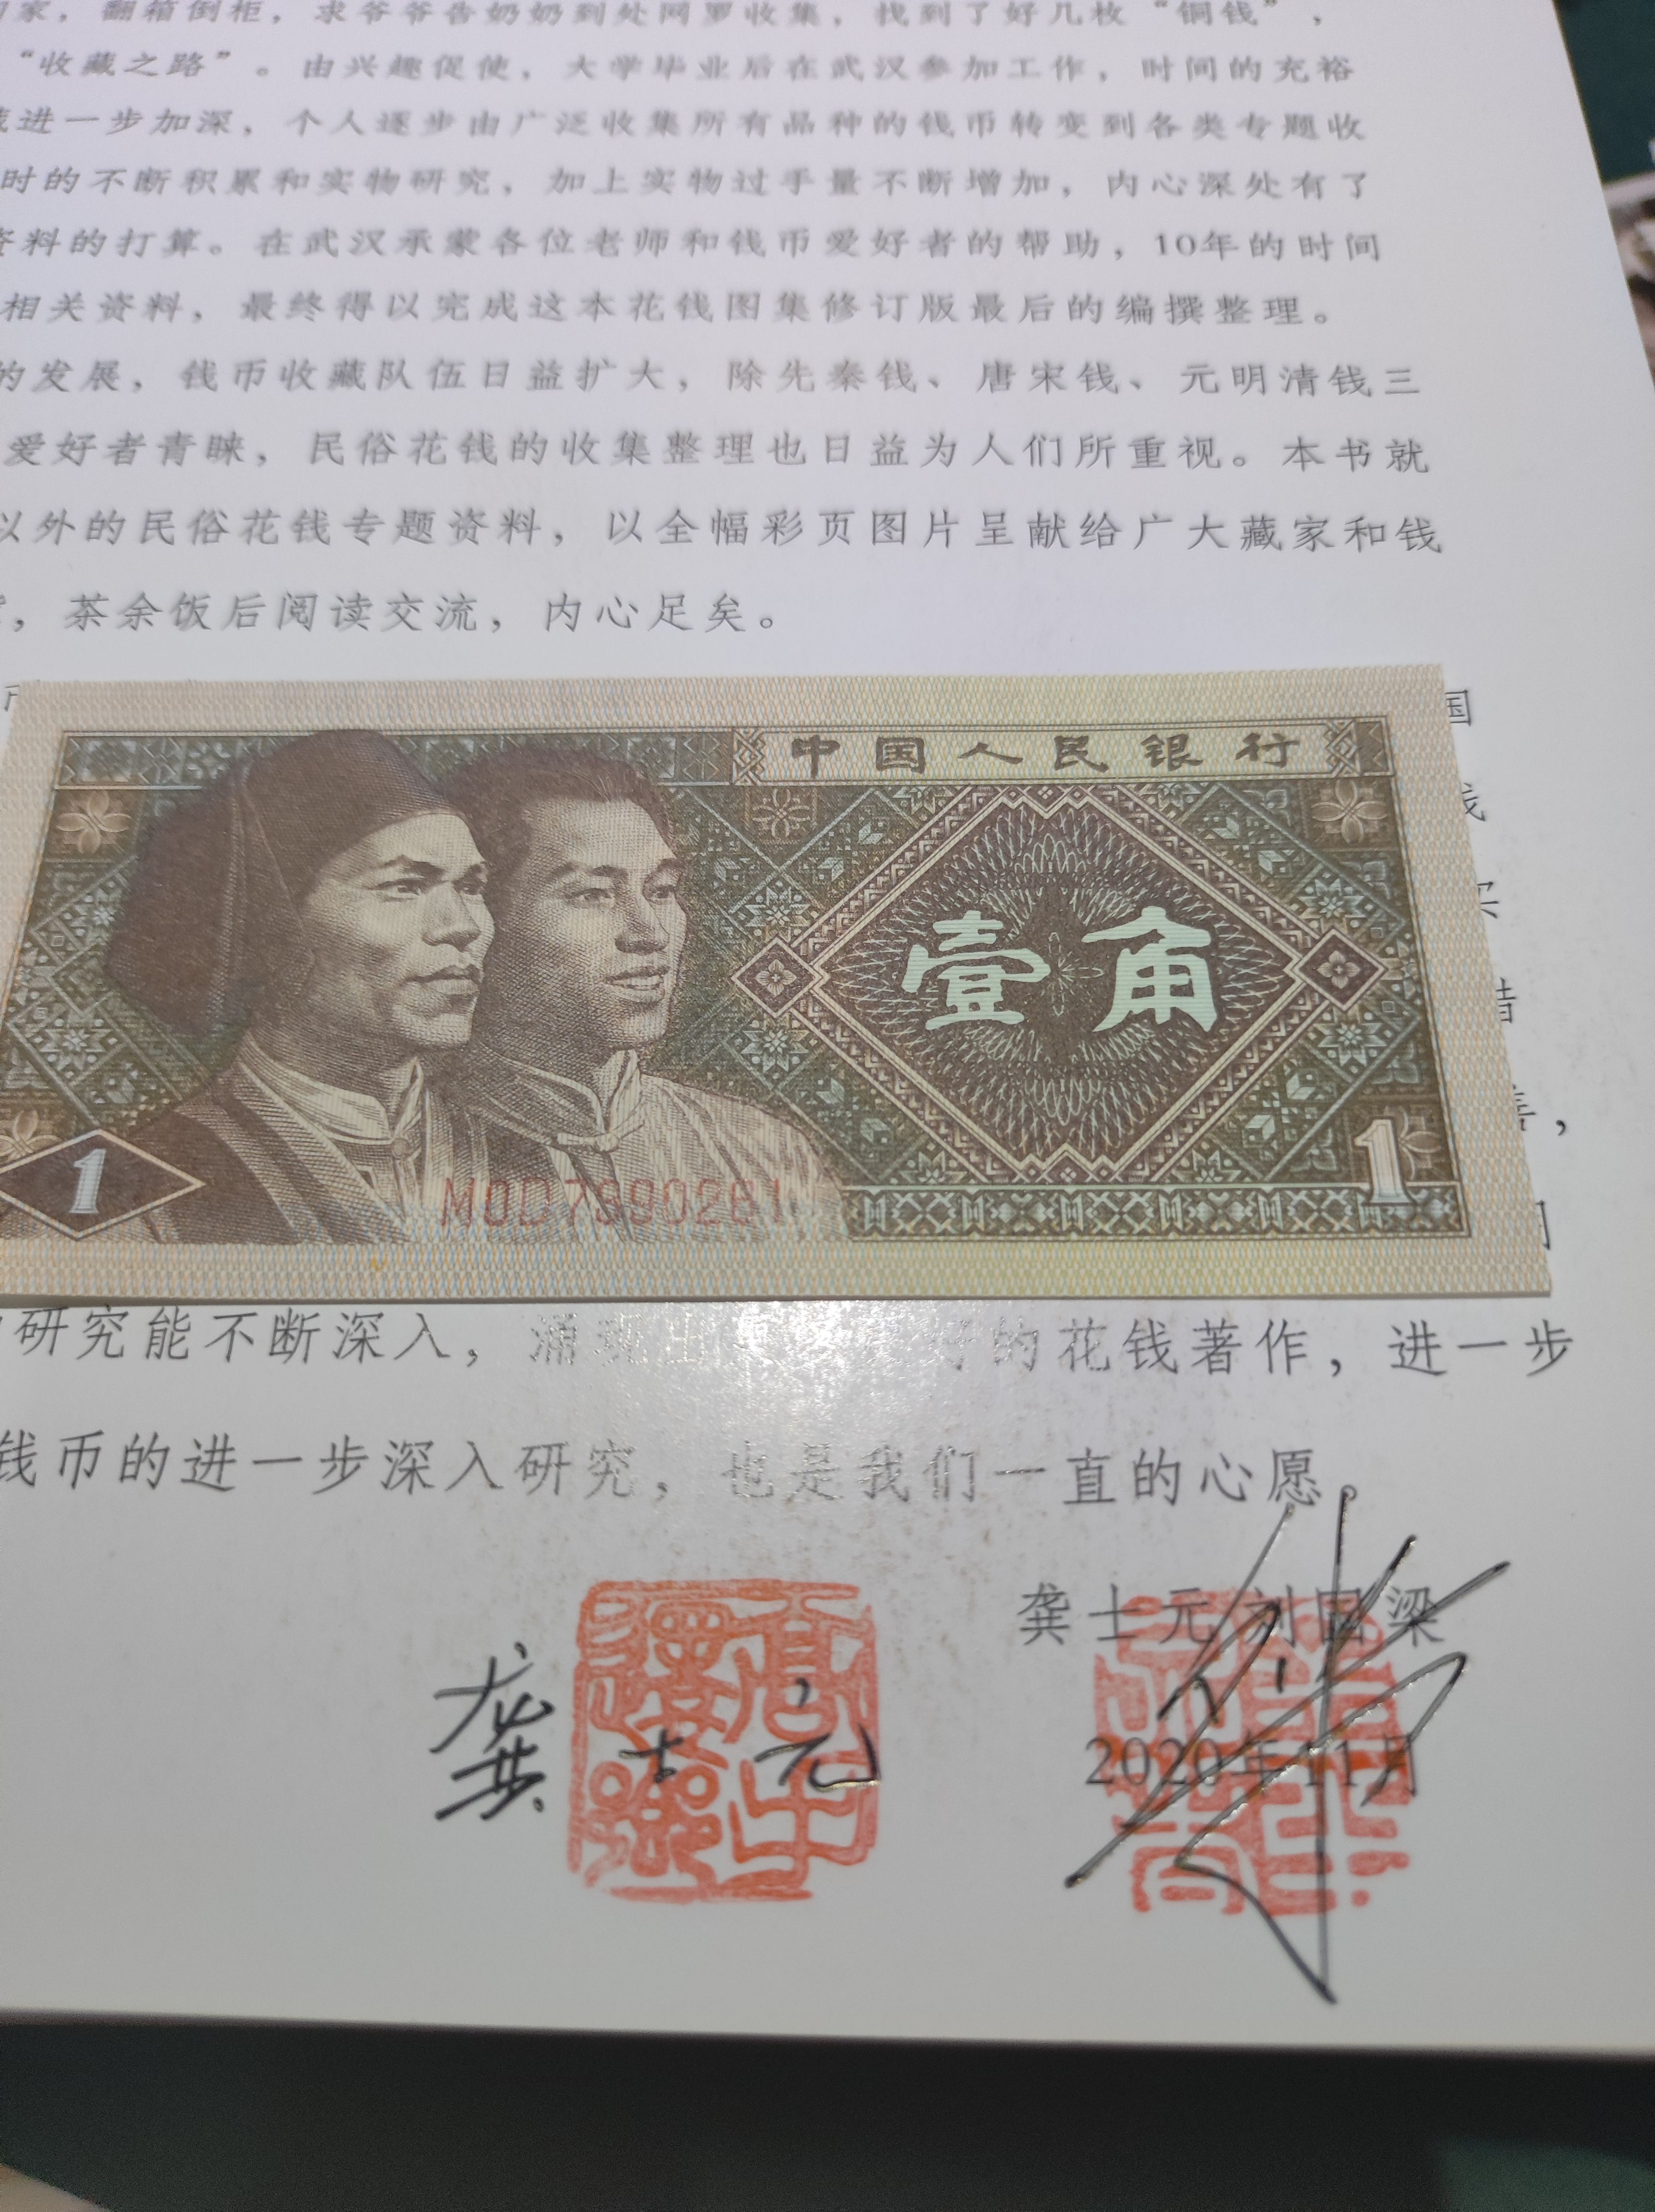 家，翻箱倒柜，求爷爷告奶奶到处网罗收集，找到了好几枚“铜钱”，
“收藏之路”。由兴趣促使，大学毕业后在武汉参加工作，时间的充裕
进一步加深，个人逐步由广泛收集所有品种的钱币转变到各类专题收
时的不断积累和实物研究，加上实物过手量不断增加，内心深处有了
资料的打算。在武汉承蒙各位老师和钱币爱好者的帮助，10年的时间
相关资料，最终得以完成这本花钱图集修订版最后的编撰整理。
的发展，钱币收藏队伍日益扩大，除先秦钱、唐宋钱、元明清钱三
爱好者青睐，民俗花钱的收集整理也日益为人们所重视。本书就
以外的民俗花钱专题资料，以全幅彩页图片呈献给广大藏家和钱
，茶余饭后阅读交流，内心足矣。
国
中国人民银行
壹角
1
1
M0D7390261
研究能不断深入，涌现出 的花钱著作，进一步
钱币的进一步深入研究，也是我们一直的心愿。
龚士元 刘国梁
2020年11月
龚士元